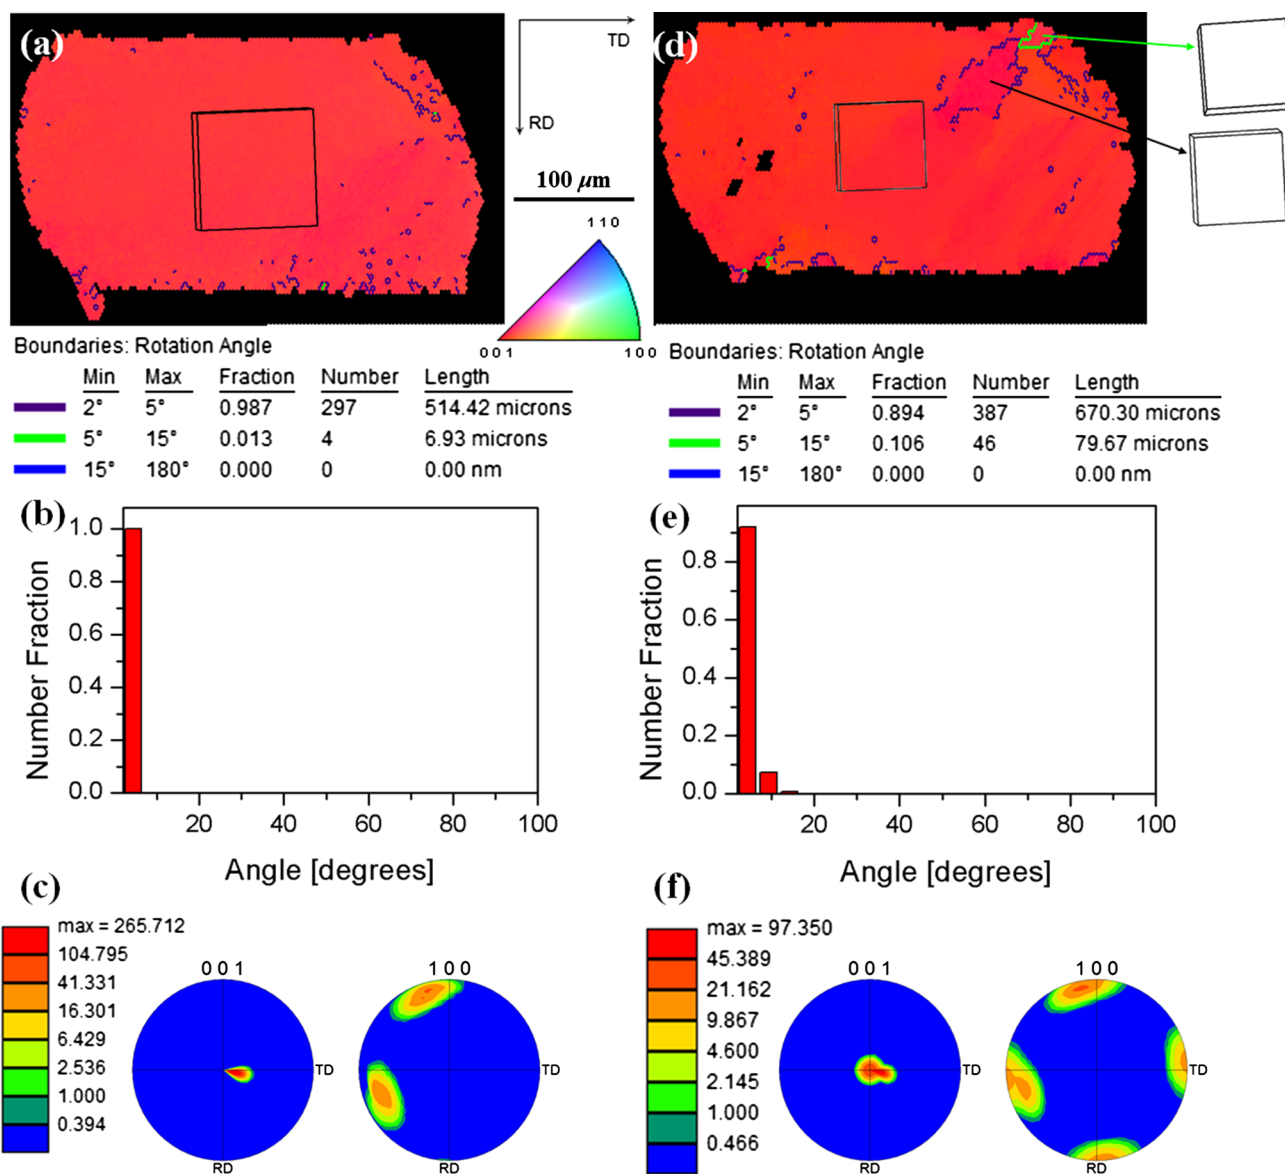 (a)
TD
RD
100 μm
1 1 0
0 0 1
1 0 0
(d)
Boundaries: Rotation Angle
Min Max Fraction Number Length
2° 5° 0.987 297 514.42 microns
5° 15° 0.013 4 6.93 microns
15° 180° 0.000 0 0.00 nm
Boundaries: Rotation Angle
Min Max Fraction Number Length
2° 5° 0.894 387 670.30 microns
5° 15° 0.106 46 79.67 microns
15° 180° 0.000 0 0.00 nm
(b)
1.0
0.8
0.6
0.4
0.2
0.0
Number Fraction
20 40 60 80 100
Angle [degrees]
(e)
0.8
0.6
0.4
0.2
0.0
Number Fraction
20 40 60 80 100
Angle [degrees]
(c)
max = 265.712
104.795
41.331
16.301
6.429
2.536
1.000
0.394
0 0 1
TD
RD
1 0 0
TD
RD
(f)
max = 97.350
45.389
21.162
9.867
4.600
2.145
1.000
0.466
0 0 1
TD
RD
1 0 0
TD
RD